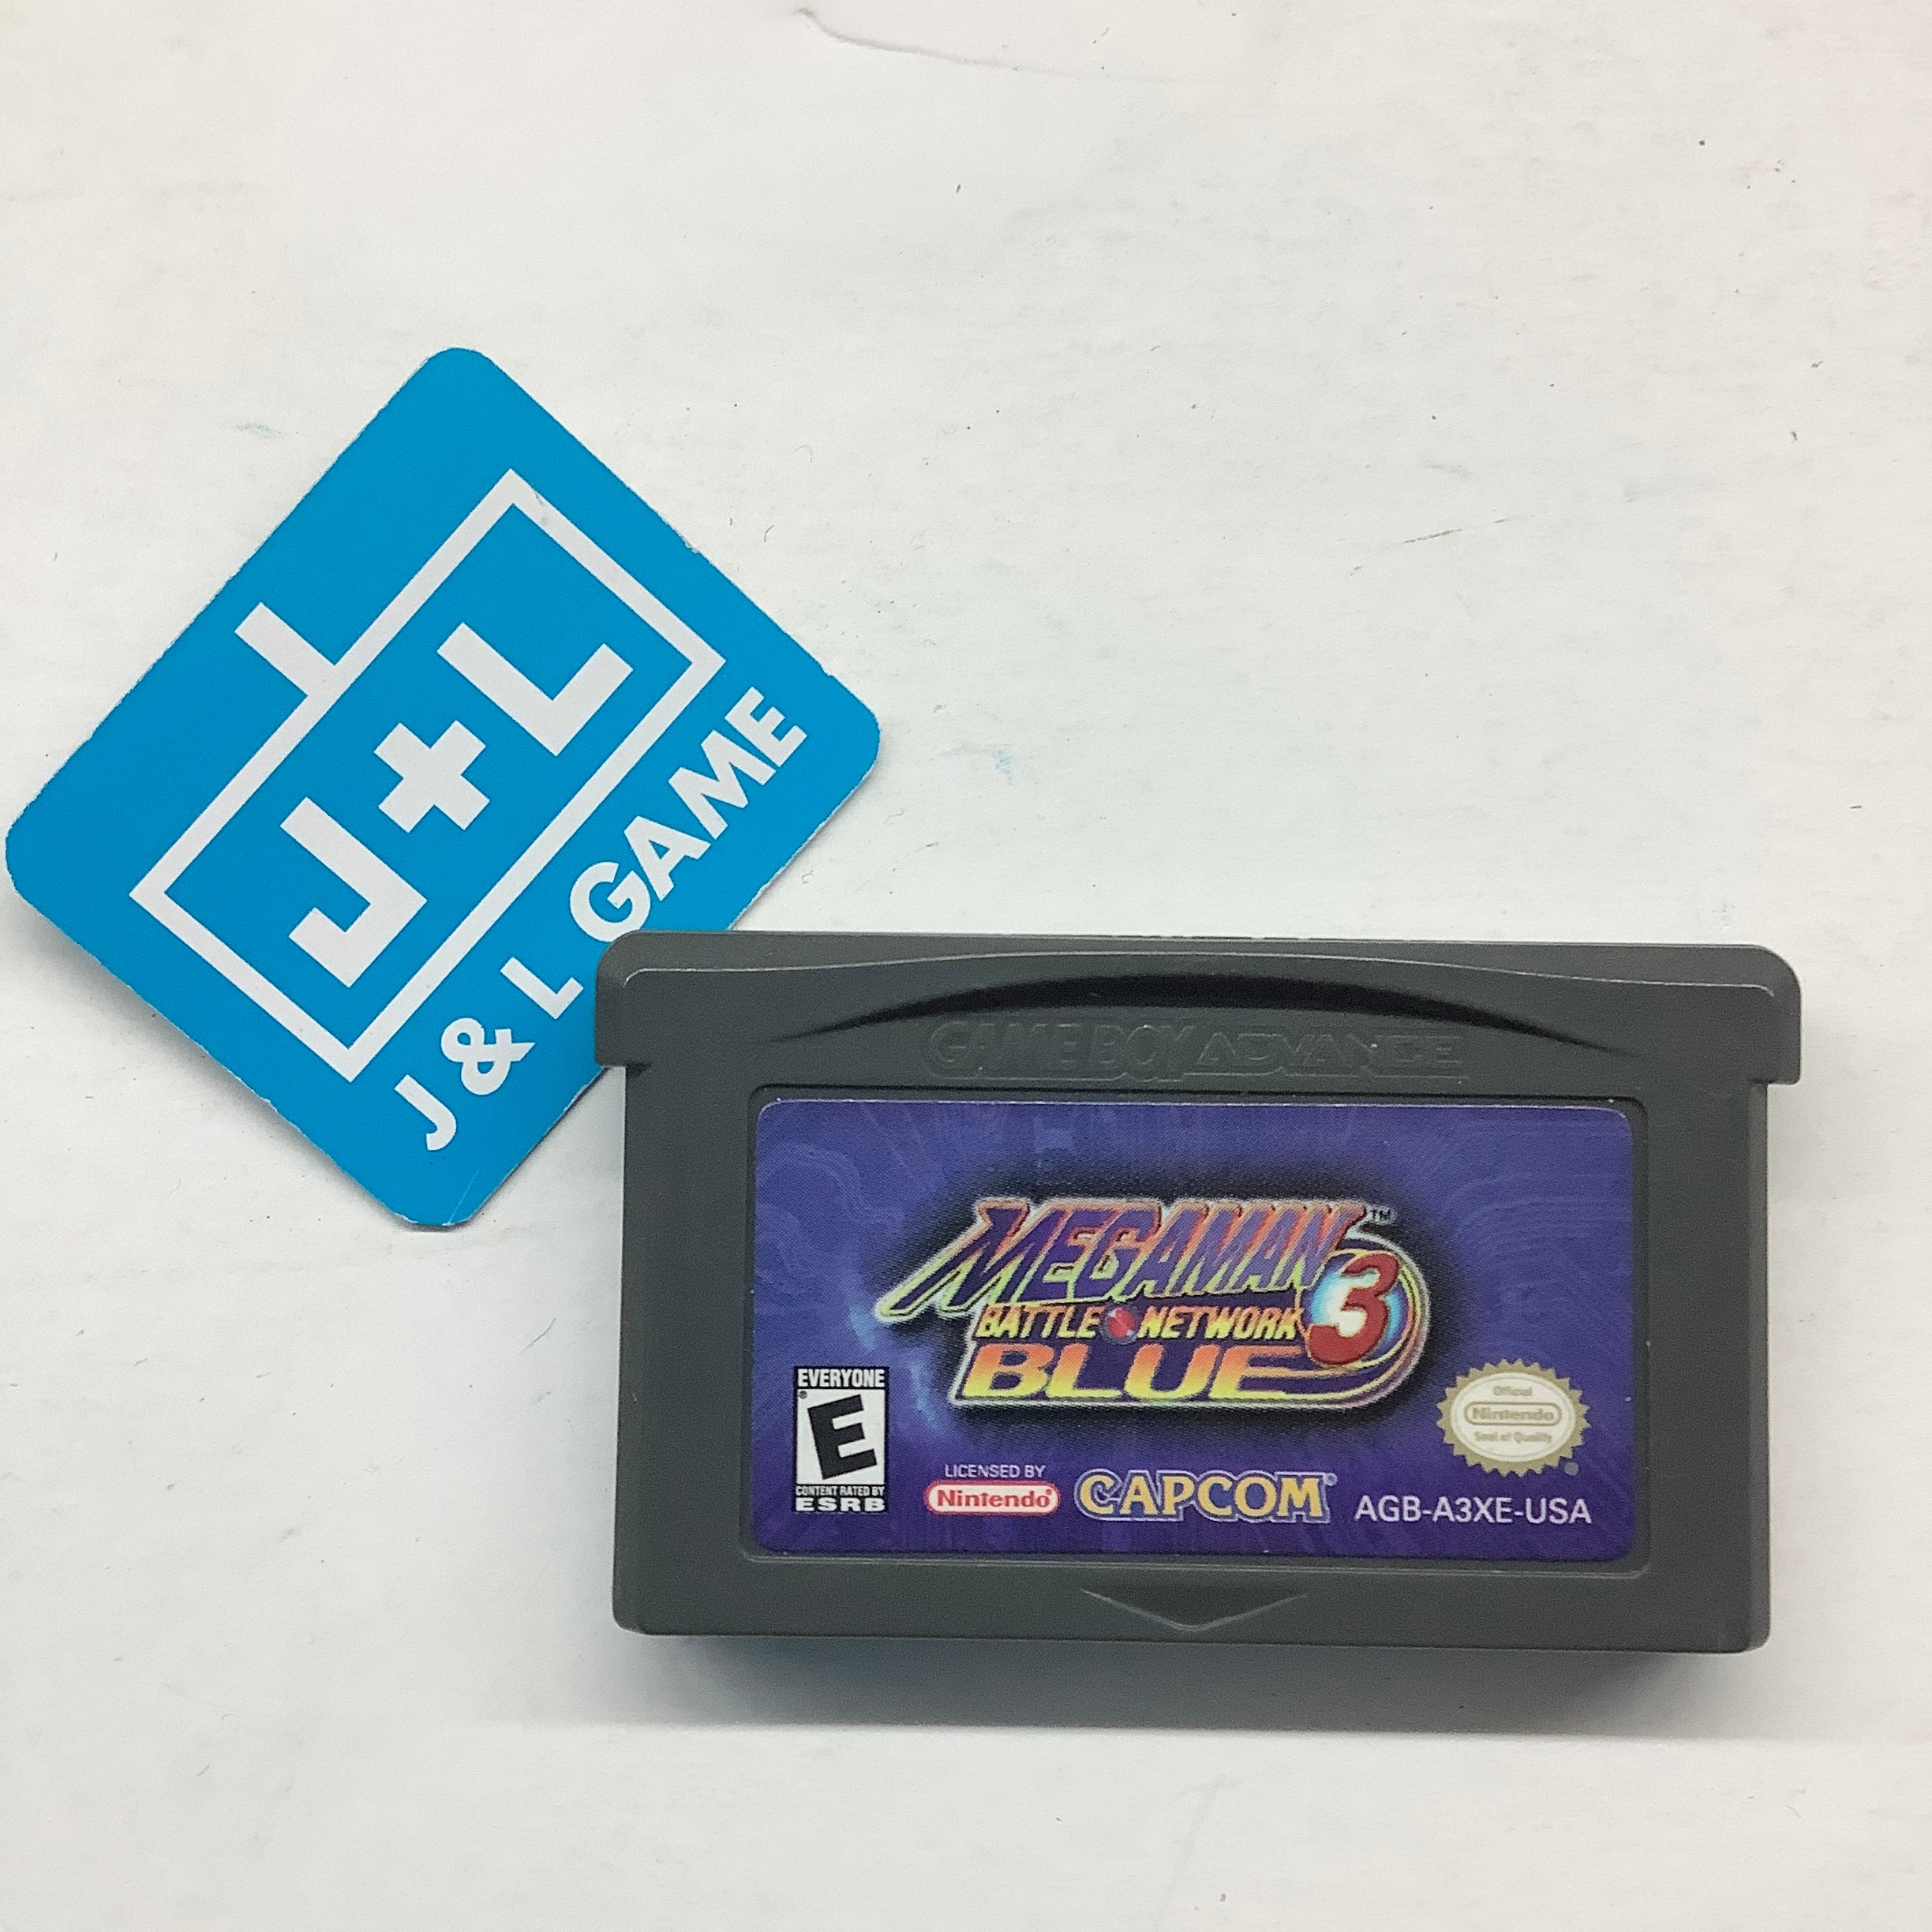 J+L
J & L GAME
GAME BOY ADVANCE
MEGAMAN™
BATTLE NETWORK 3
BLUE
EVERYONE
E
CONTENT RATED BY
ESRB
LICENSED BY
Nintendo®
CAPCOM®
AGB-A3XE-USA
Official
Nintendo
Seal of Quality